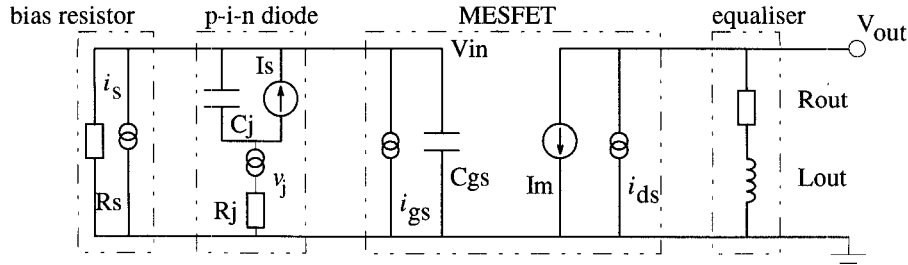 bias resistor p-i-n diode MESFET equaliser
Vout
Vin
Is
is
Rout
Cj
vj
Cgs
Im
Lout
Rs
Rj
igs
ids